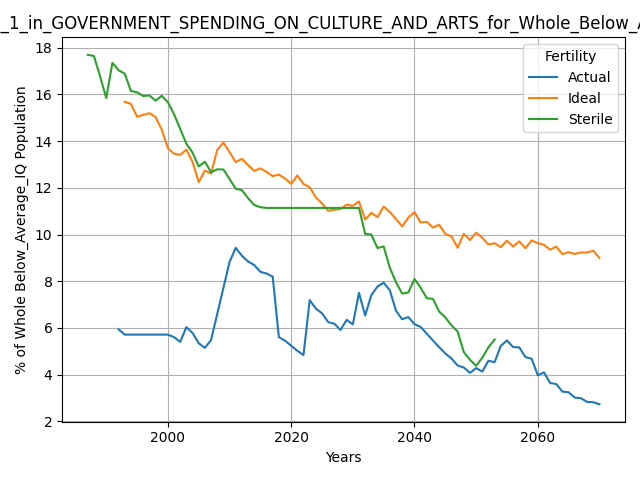 _1_in_GOVERNMENT_SPENDING_ON_CULTURE_AND_ARTS_for_Whole_Below_
18
16
14
12
10
8
6
4
2
% of Whole Below_Average_IQ Population
Fertility
Actual
Ideal
Sterile
2000
2020
2040
2060
Years